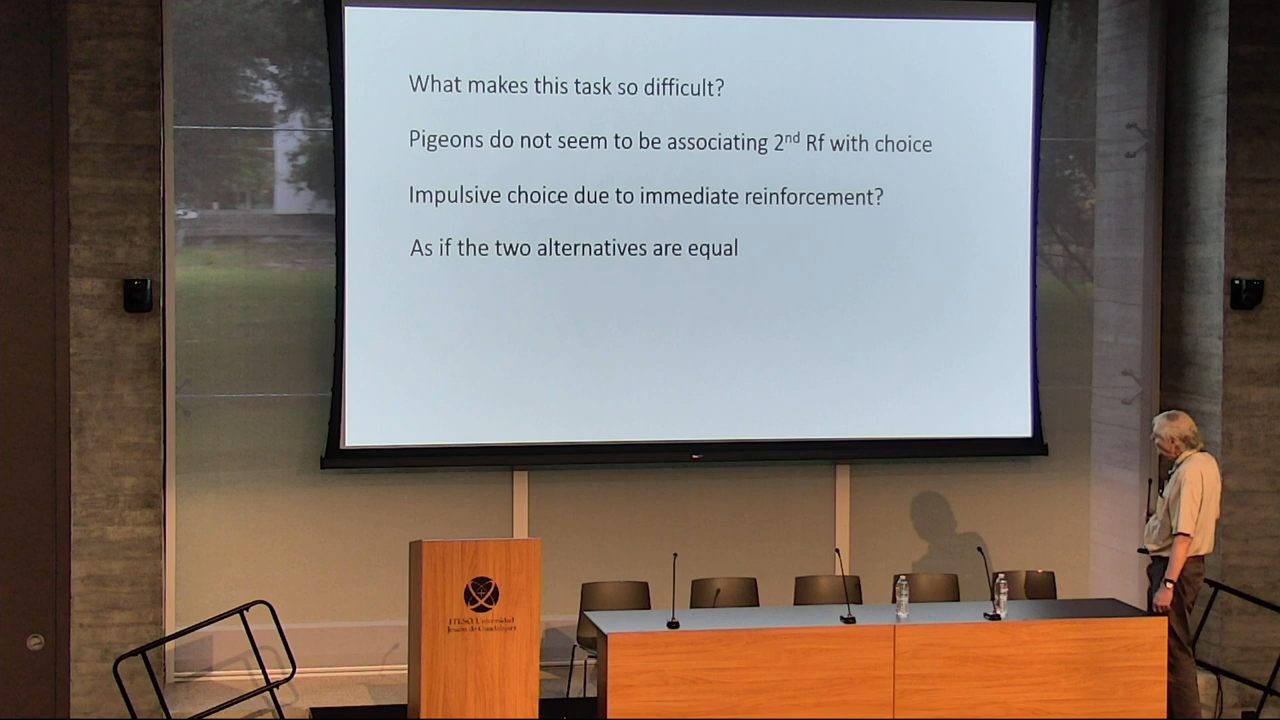 What makes this task so difficult?
Pigeons do not seem to be associating 2nd Rf with choice
Impulsive choice due to immediate reinforcement?
As if the two alternatives are equal
ITESO, Universidad
Jesuita de Guadalajara